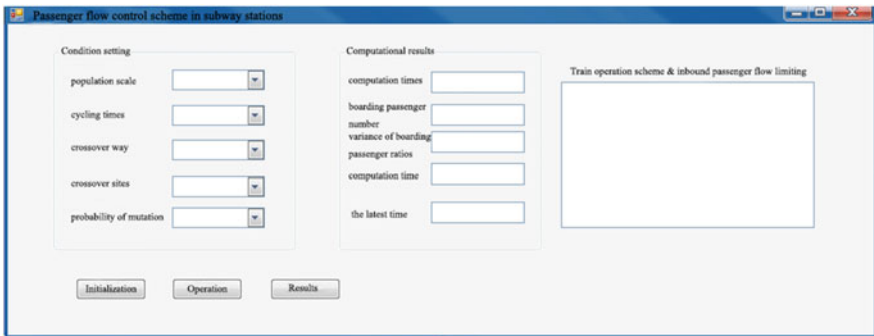 Passenger flow control scheme in subway stations
Condition setting
population scale
cycling times
crossover way
crossover sites
probability of mutation
Computational results
computation times
boarding passenger
number
variance of boarding
passenger ratios
computation time
the latest time
Train operation scheme & inbound passenger flow limiting
Initialization
Operation
Results